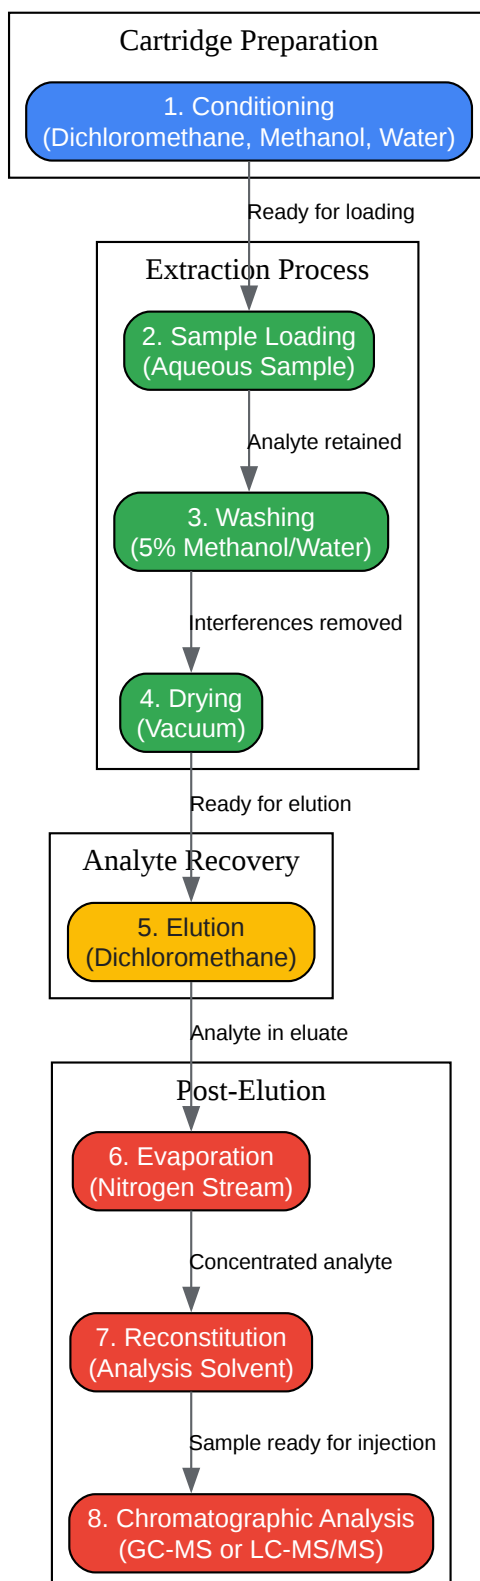 Cartridge Preparation
1. Conditioning
(Dichloromethane, Methanol, Water)
Ready for loading
Extraction Process
2. Sample Loading
(Aqueous Sample)
Analyte retained
3. Washing
(5% Methanol/Water)
Interferences removed
4. Drying
(Vacuum)
Ready for elution
Analyte Recovery
5. Elution
(Dichloromethane)
Analyte in eluate
Post-Elution
6. Evaporation
(Nitrogen Stream)
Concentrated analyte
7. Reconstitution
(Analysis Solvent)
Sample ready for injection
8. Chromatographic Analysis
(GC-MS or LC-MS/MS)